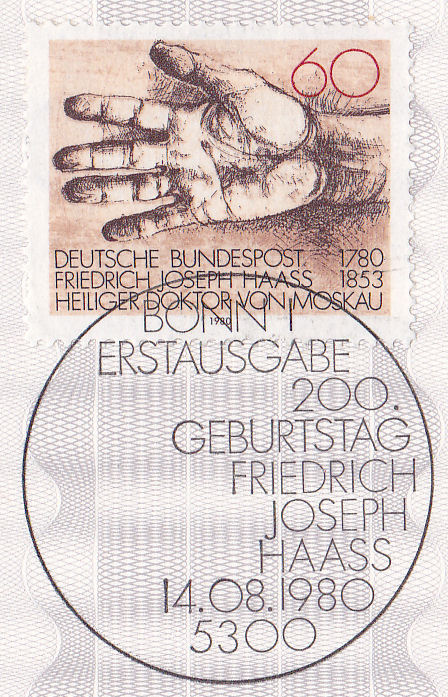 60
DEUTSCHE BUNDESPOST 1780
FRIEDRICH JOSEPH HAASS 1853
HEILIGER DOKTOR VON MOSKAU
1980
BONN 1
ERSTAUSGABE
200.
GEBURTSTAG
FRIEDRICH
JOSEPH
HAASS
14.08.1980
5300